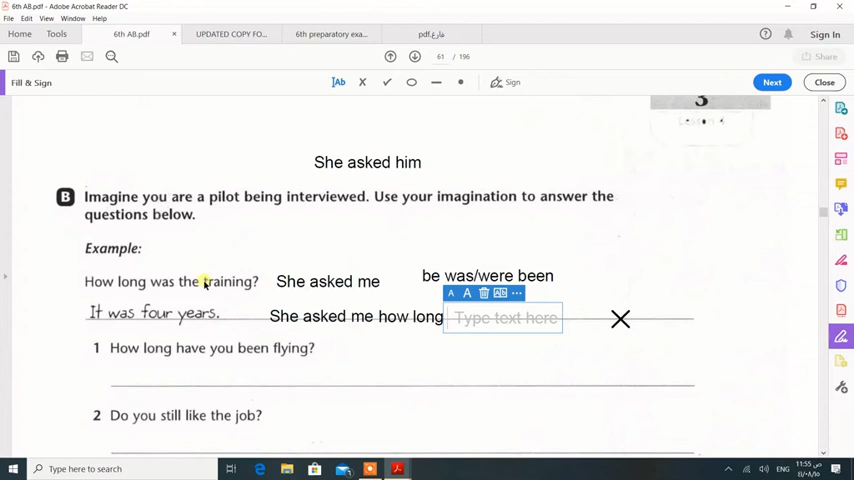 6th AB.pdf - Adobe Acrobat Reader DC
File Edit View Window Help
Home Tools 6th AB.pdf × UPDATED COPY FO... 6th preparatory exa... فارغ.pdf Sign In
61 / 196 Share
Fill & Sign Ab Sign Next Close
3
She asked him
B Imagine you are a pilot being interviewed. Use your imagination to answer the
questions below.
Example:
How long was the training? She asked me be was/were been
A A
It was four years. She asked me how long Type text here
1 How long have you been flying?
2 Do you still like the job?
Type here to search ENG 11:55 ص